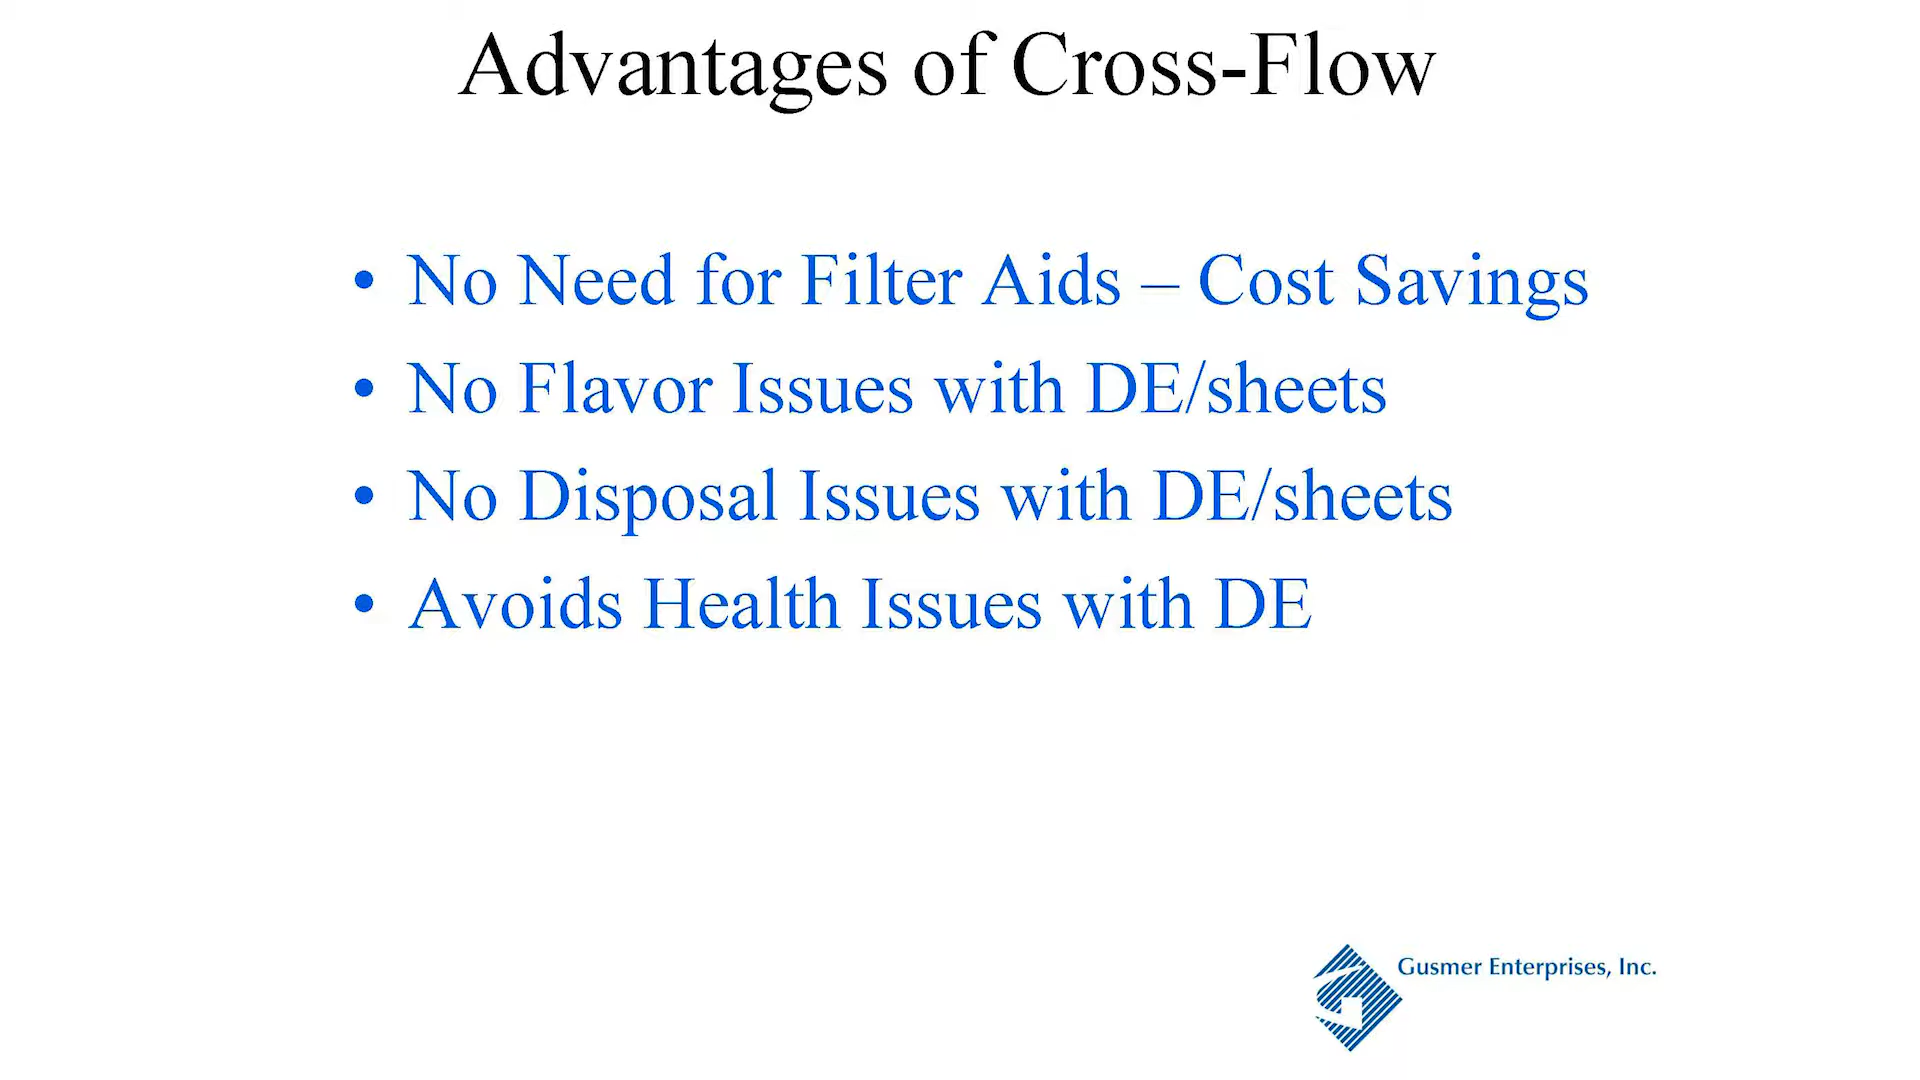 Advantages of Cross-Flow
• No Need for Filter Aids – Cost Savings
• No Flavor Issues with DE/sheets
• No Disposal Issues with DE/sheets
• Avoids Health Issues with DE
Gusmer Enterprises, Inc.